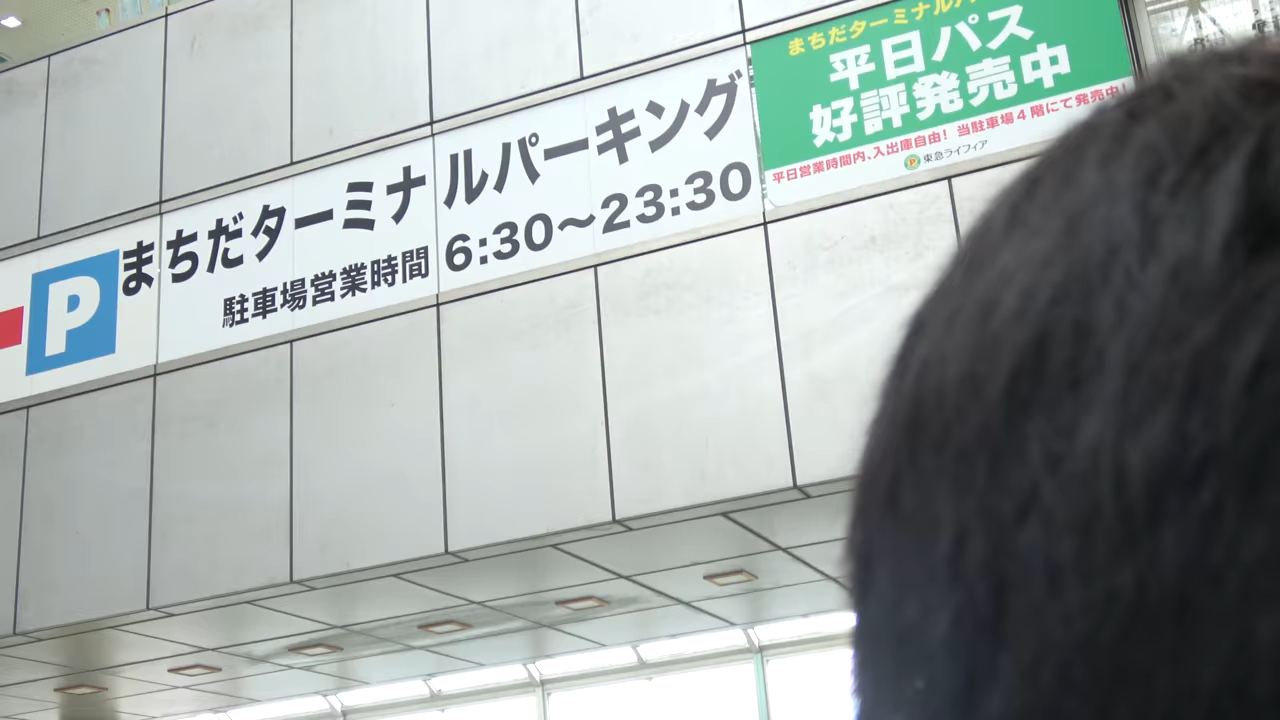 P
まちだターミナルパーキング
駐車場営業時間 6:30～23:30
まちだターミナル
平日パス
好評発売中
平日営業時間内、入出庫自由! 当駐車場4階にて発売中!
P 東急ライフィア